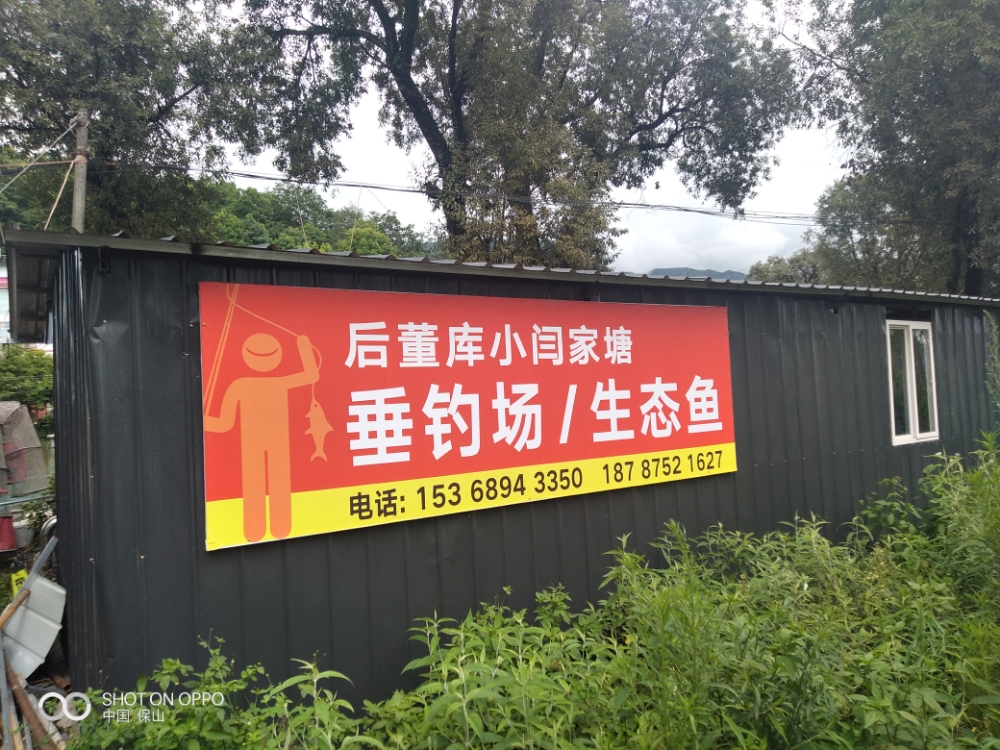 后董库小闫家塘
垂钓场/生态鱼
电话: 153 6894 3350 187 8752 1627
SHOT ON OPPO
中国 保山